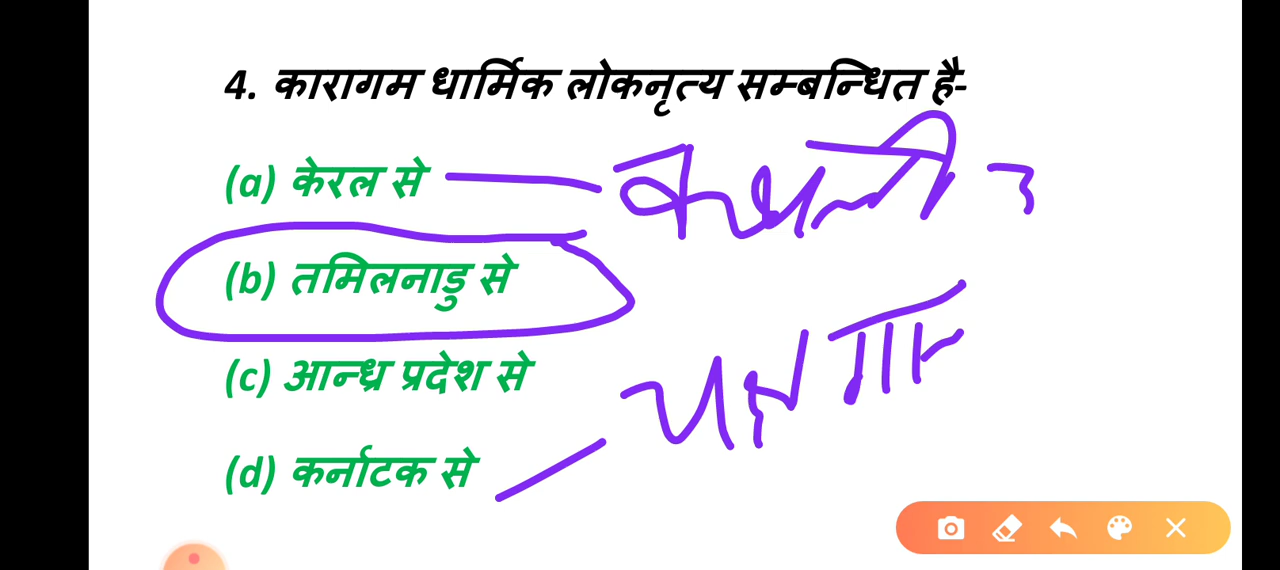 4. कारागम धार्मिक लोकनृत्य सम्बन्धित है-
(a) केरल से
(b) तमिलनाडु से
(c) आन्ध्र प्रदेश से
(d) कर्नाटक से